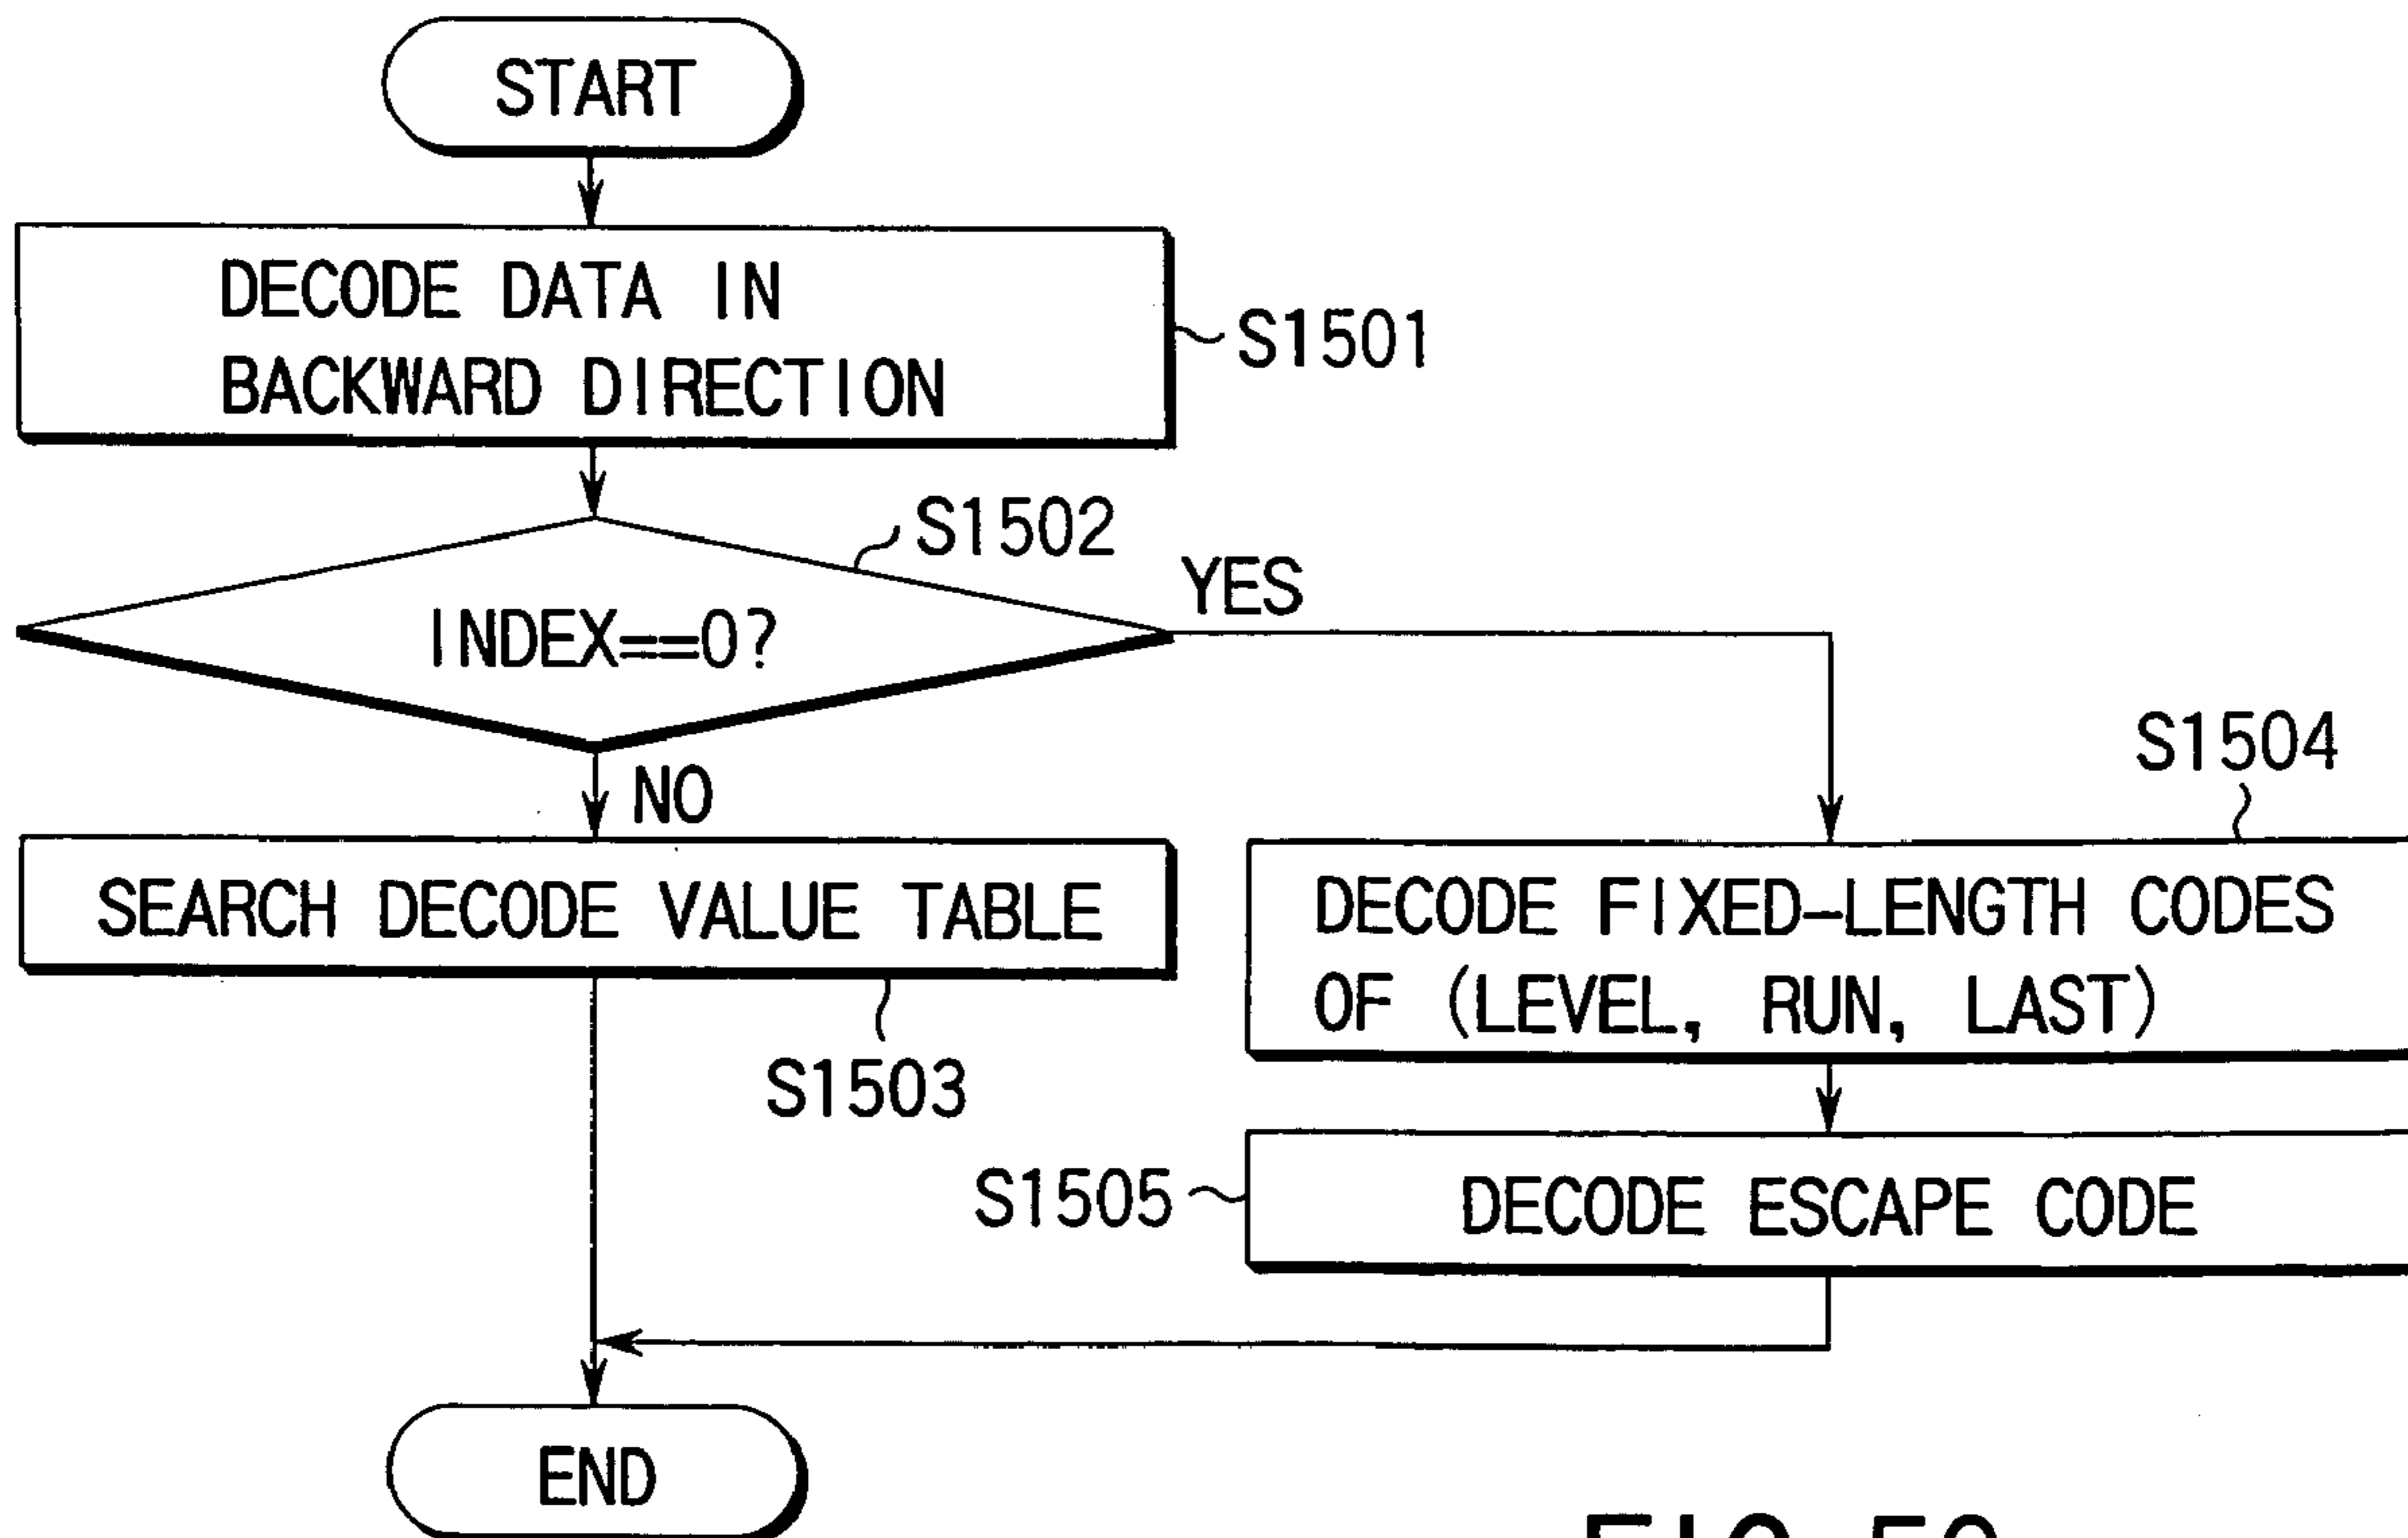 START
DECODE DATA IN
BACKWARD DIRECTION
S1501
S1502
INDEX==0?
YES
NO
S1504
SEARCH DECODE VALUE TABLE
S1503
DECODE FIXED-LENGTH CODES
OF (LEVEL, RUN, LAST)
S1505
DECODE ESCAPE CODE
END